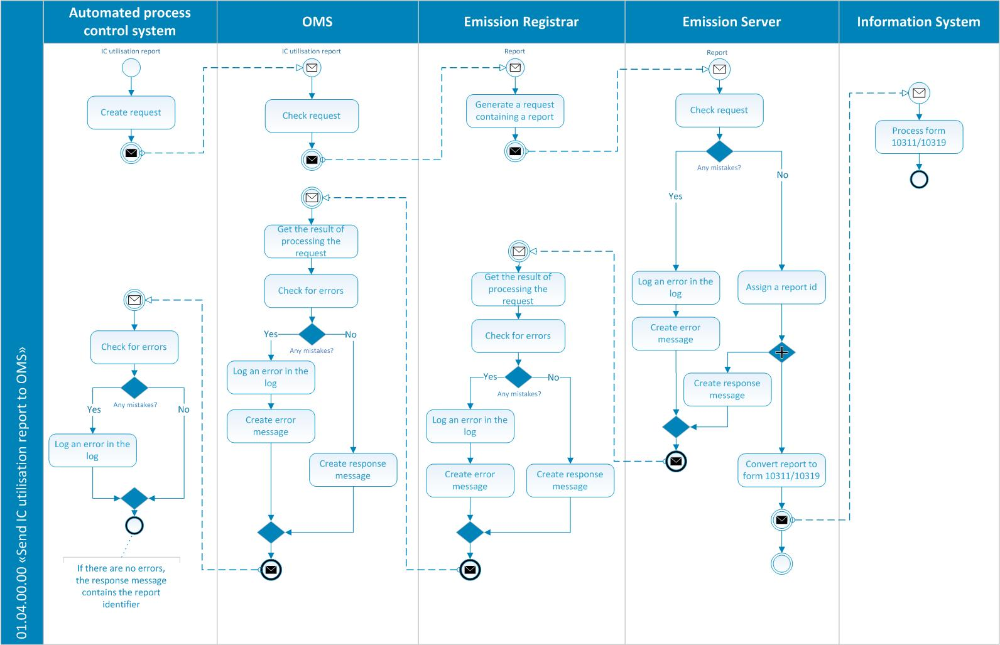 01.04.00.00 «Send IC utilisation report to OMS»
Automated process
control system
OMS
Emission Registrar
Emission Server
Information System
IC utilisation report
Create request
Check for errors
Any mistakes?
Yes
No
Log an error in the
log
If there are no errors,
the response message
contains the report
identifier
IC utilisation report
Check request
Get the result of
processing the
request
Check for errors
Yes
No
Any mistakes?
Log an error in the
log
Create error
message
Create response
message
Report
Generate a request
containing a report
Get the result of
processing the
request
Check for errors
Yes
No
Any mistakes?
Log an error in the
log
Create error
message
Create response
message
Report
Check request
Any mistakes?
No
Yes
Log an error in the
log
Assign a report id
Create error
message
Create response
message
Convert report to
form 10311/10319
Process form
10311/10319